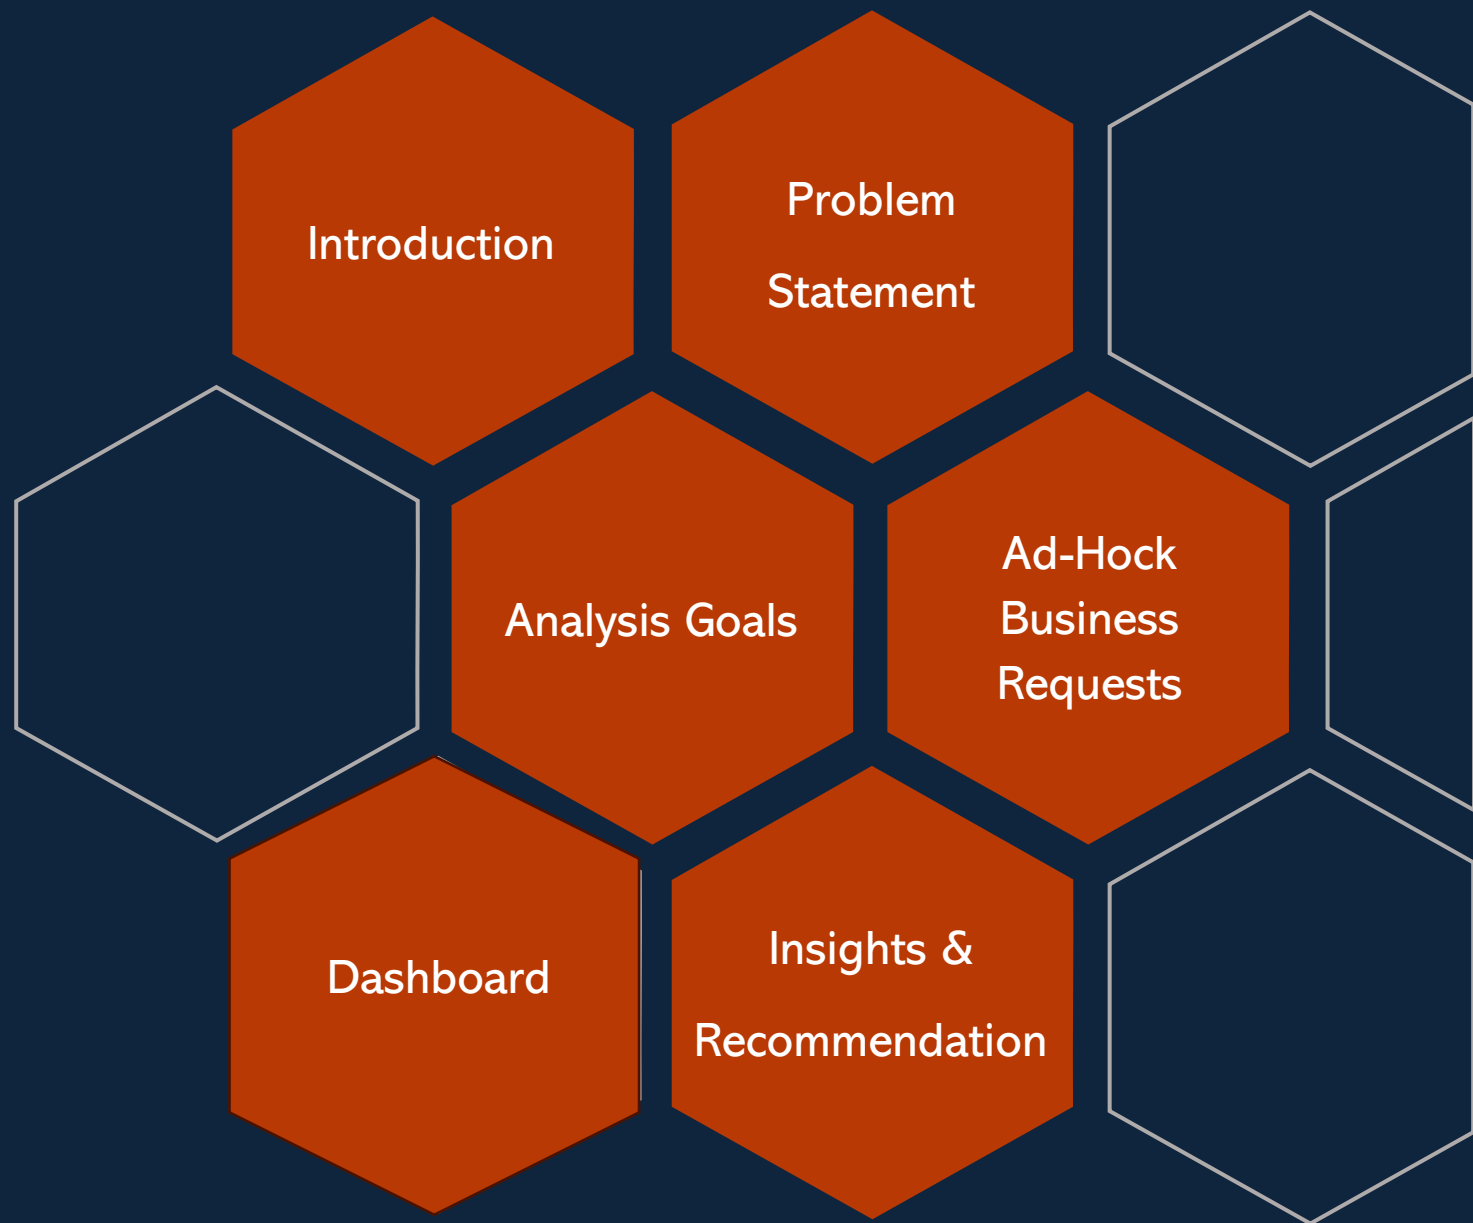 Introduction
Problem
Statement
Analysis Goals
Ad-Hock
Business
Requests
Dashboard
Insights &
Recommendation